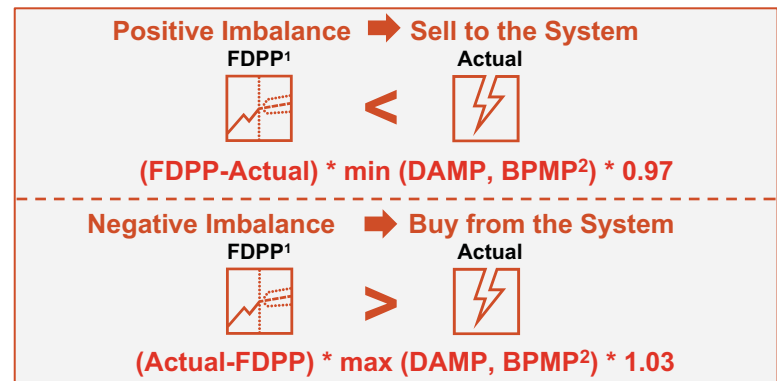 Positive Imbalance Sell to the System
FDPP¹ Actual
<
(FDPP-Actual) * min (DAMP, BPMP²) * 0.97
Negative Imbalance Buy from the System
FDPP¹ Actual
>
(Actual-FDPP) * max (DAMP, BPMP²) * 1.03